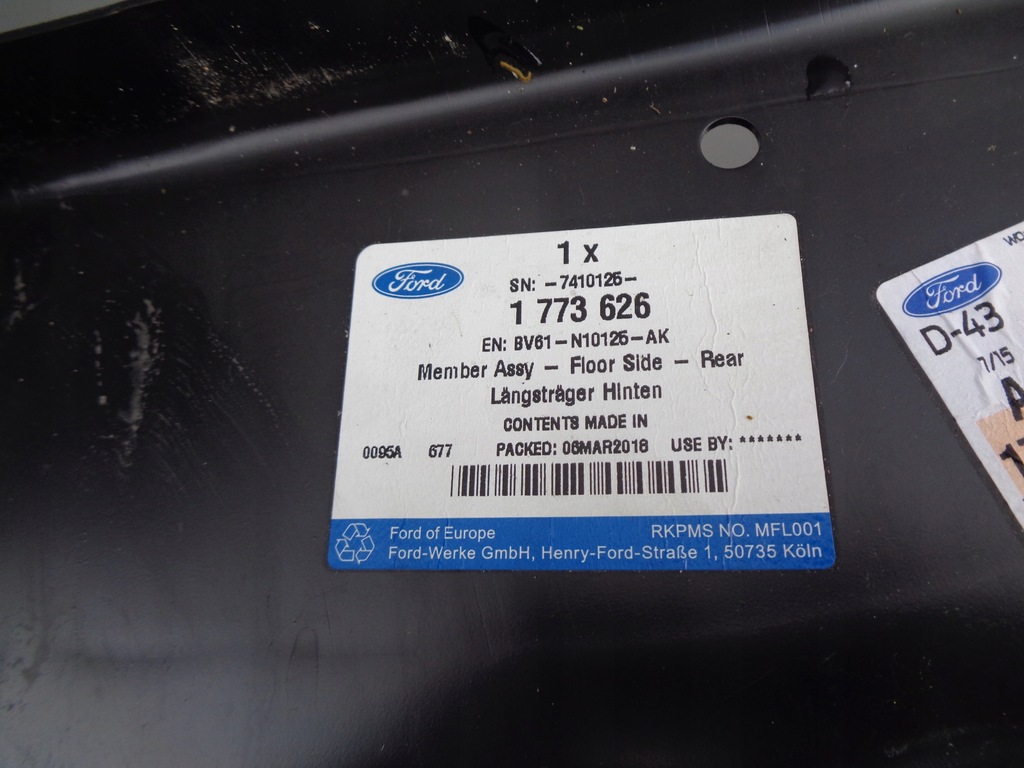 1 x
Ford
SN: -7410125-
1 773 626
EN: BV61-N10125-AK
Member Assy - Floor Side - Rear
Längsträger Hinten
CONTENTS MADE IN
0095A 677 PACKED: 06MAR2018 USE BY: *******
Ford of Europe RKPMS NO. MFL001
Ford-Werke GmbH, Henry-Ford-Straße 1, 50735 Köln
Ford
D-43